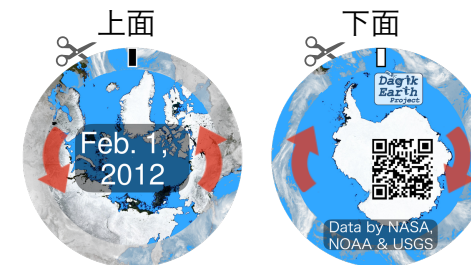 上面
下面
Feb. 1,
2012
Dagik
Earth
Project
Data by NASA,
NOAA & USGS